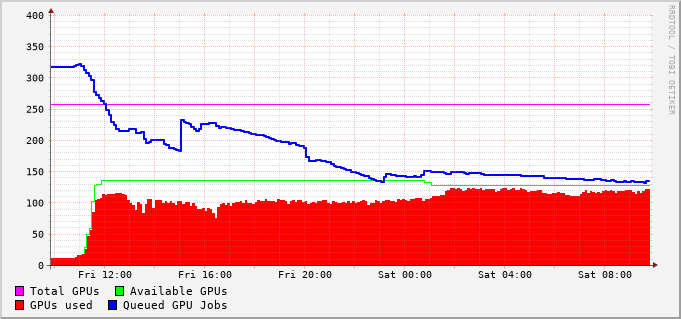 400
350
300
250
200
150
100
50
0
Fri 12:00 Fri 16:00 Fri 20:00 Sat 00:00 Sat 04:00 Sat 08:00
Total GPUs Available GPUs
GPUs used Queued GPU Jobs
RRDTOOL / TOBI OETIKER